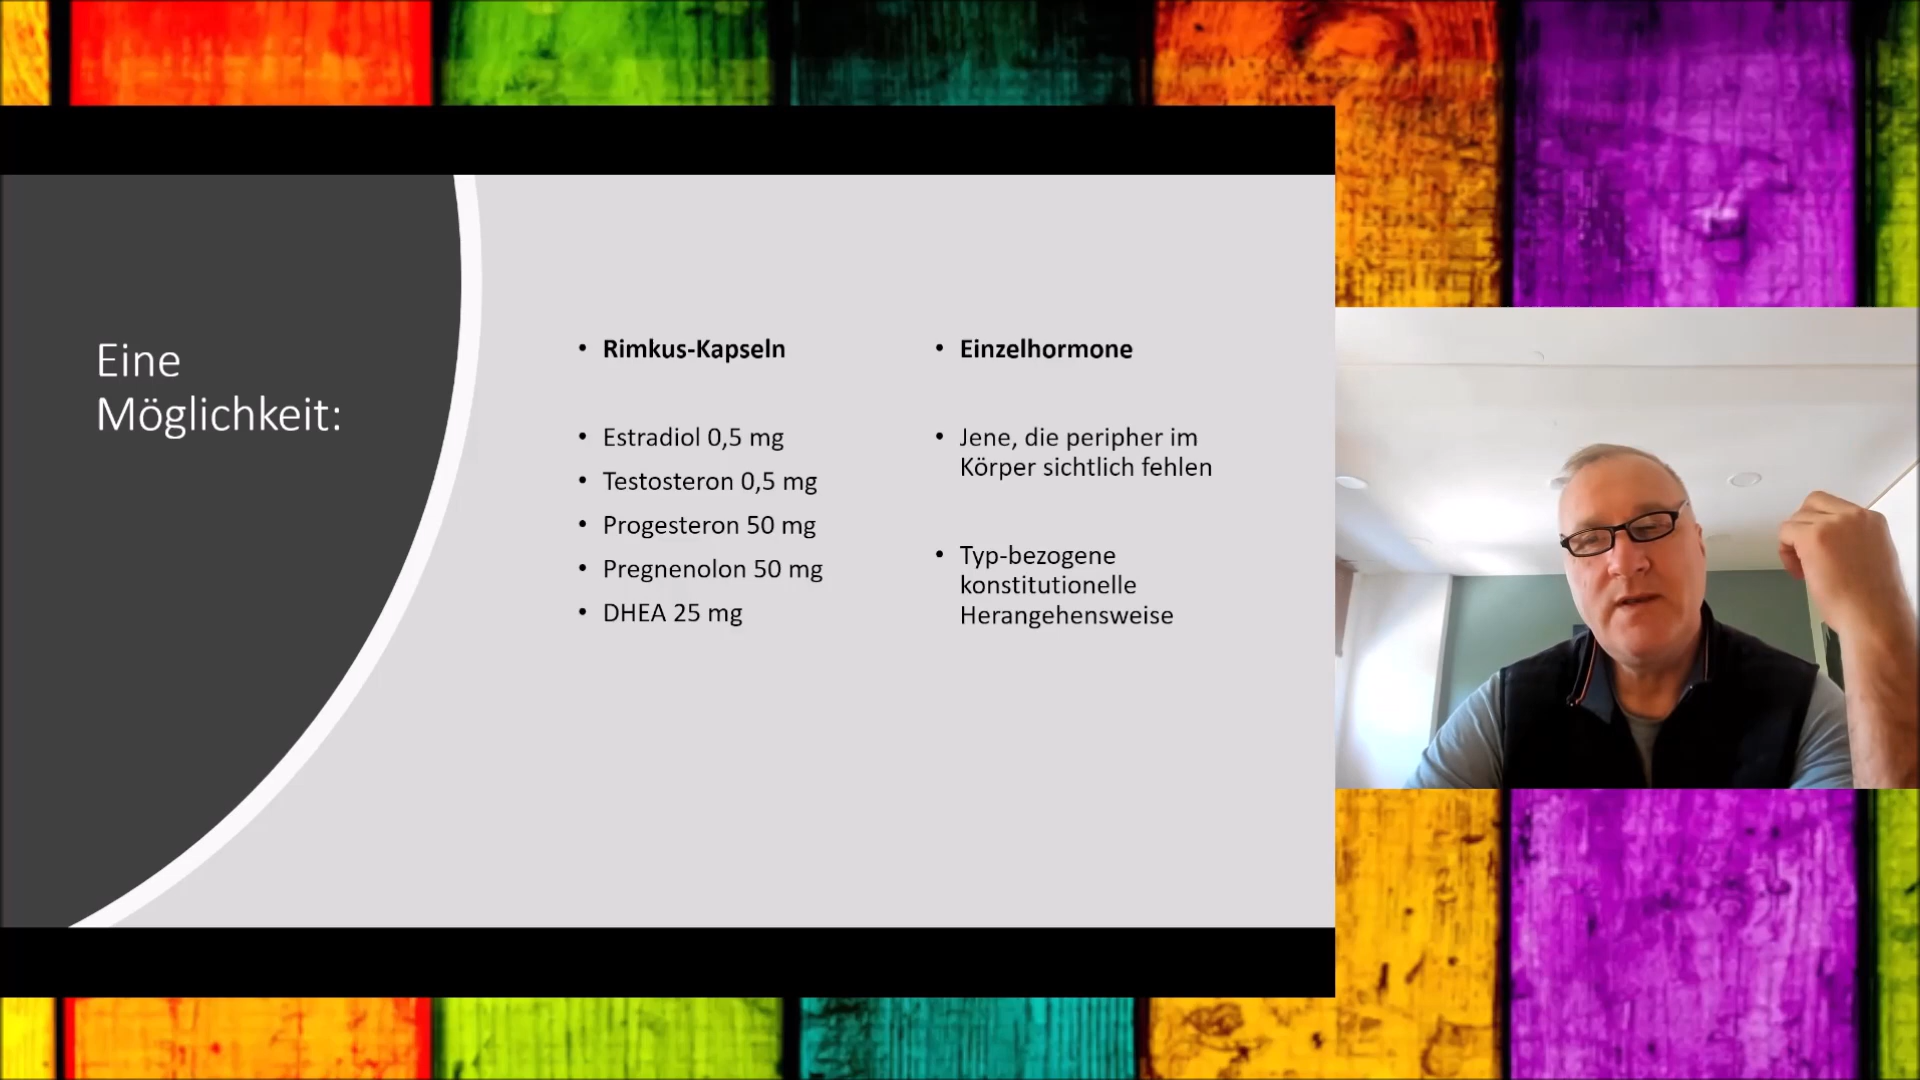 Eine
Möglichkeit:
• Rimkus-Kapseln
• Estradiol 0,5 mg
• Testosteron 0,5 mg
• Progesteron 50 mg
• Pregnenolon 50 mg
• DHEA 25 mg
• Einzelhormone
• Jene, die peripher im
Körper sichtlich fehlen
• Typ-bezogene
konstitutionelle
Herangehensweise